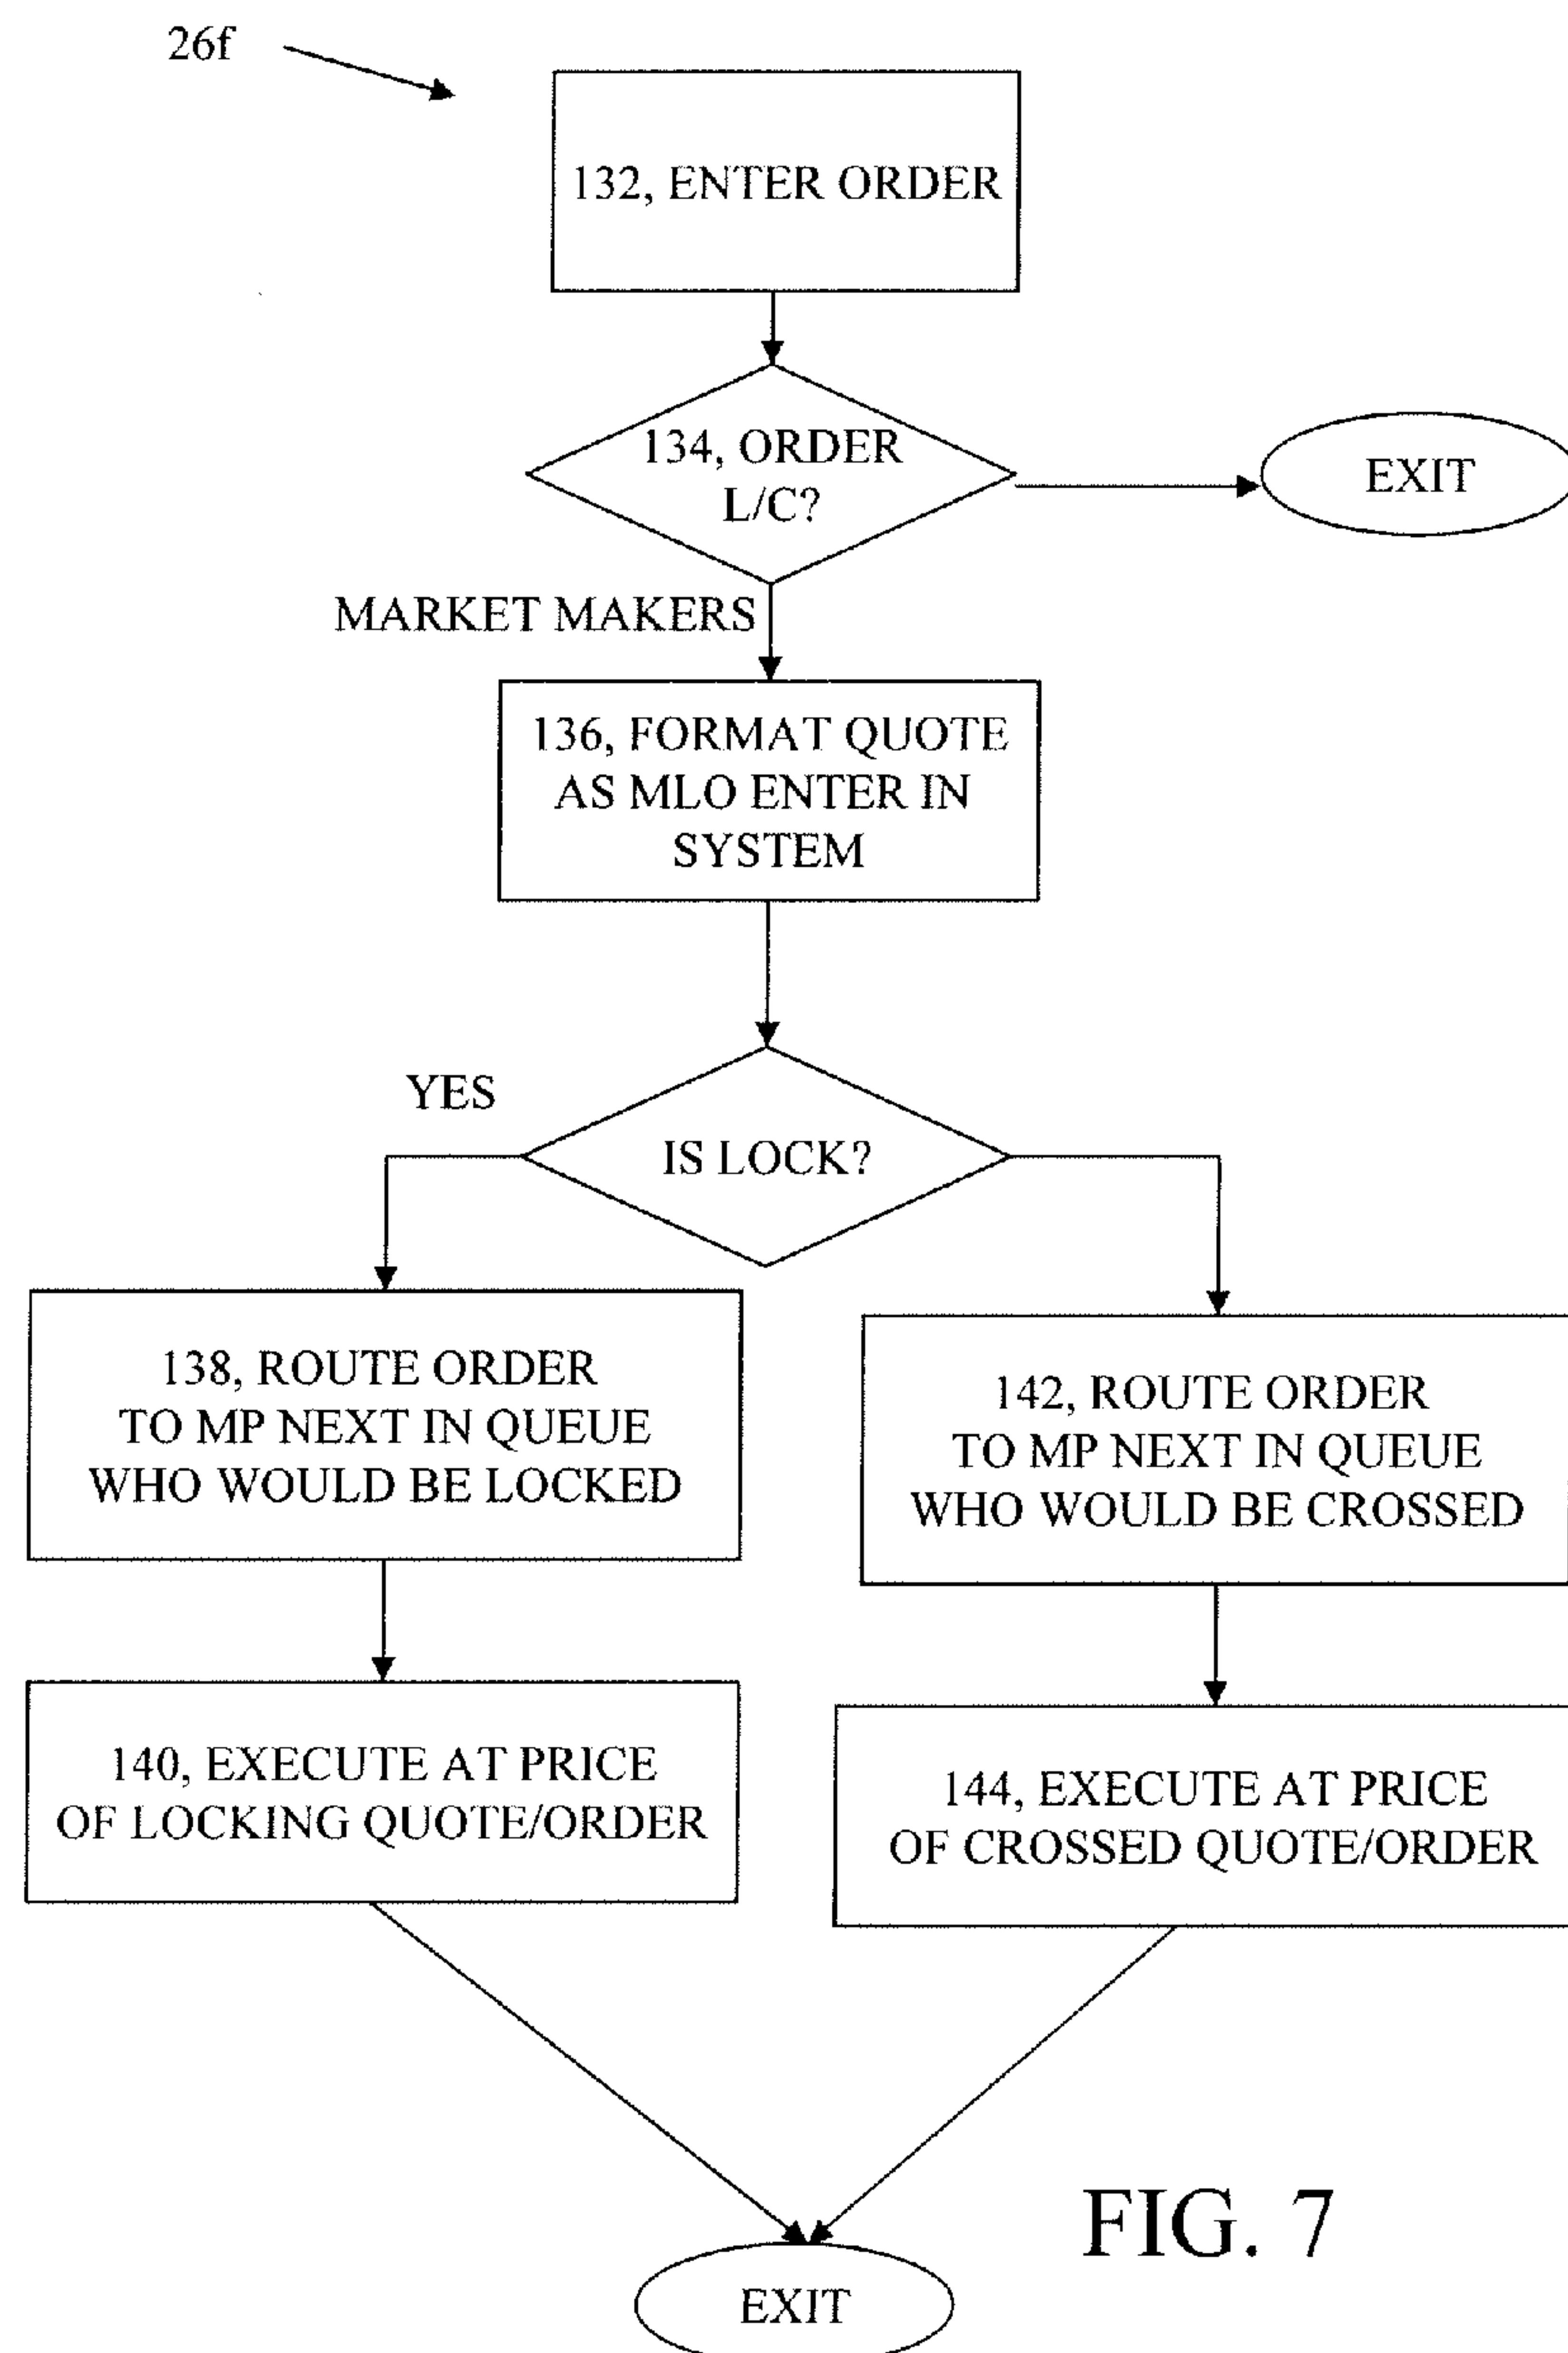 26f
132, ENTER ORDER
134, ORDER
L/C?
EXIT
MARKET MAKERS
136, FORMAT QUOTE
AS MLO ENTER IN
SYSTEM
YES
IS LOCK?
138, ROUTE ORDER
TO MP NEXT IN QUEUE
WHO WOULD BE LOCKED
142, ROUTE ORDER
TO MP NEXT IN QUEUE
WHO WOULD BE CROSSED
140, EXECUTE AT PRICE
OF LOCKING QUOTE/ORDER
144, EXECUTE AT PRICE
OF CROSSED QUOTE/ORDER
FIG. 7
EXIT